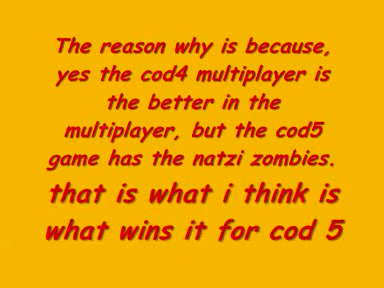 The reason why is because,
yes the cod4 multiplayer is
the better in the
multiplayer, but the cod5
game has the natzi zombies.
that is what i think is
what wins it for cod 5